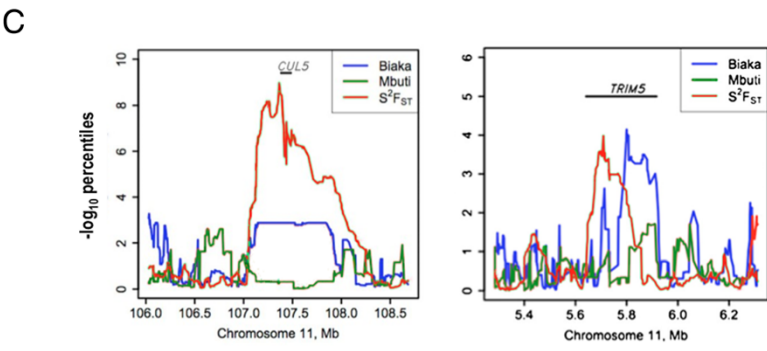 C
CUL5
Biaka
Mbuti
S²F_ST
-log₁₀ percentiles
10
8
6
4
2
0
106.0 106.5 107.0 107.5 108.0 108.5
Chromosome 11, Mb
TRIM5
Biaka
Mbuti
S²F_ST
6
5
4
3
2
1
0
5.4 5.6 5.8 6.0 6.2
Chromosome 11, Mb